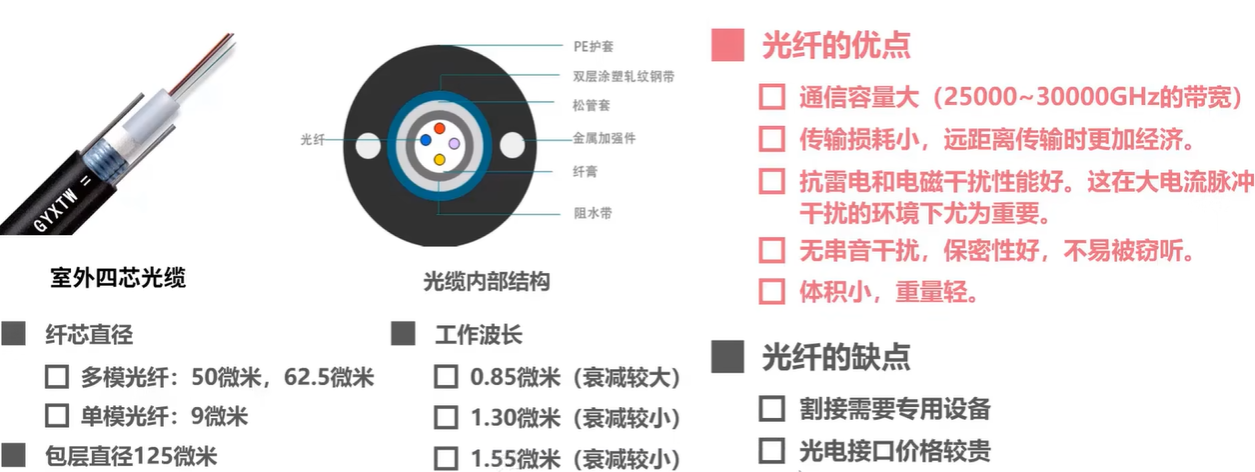 GYXTW
室外四芯光缆
光纤
PE护套
双层涂塑轧纹钢带
松管套
金属加强件
纤膏
阻水带
光缆内部结构
纤芯直径
多模光纤：50微米，62.5微米
单模光纤：9微米
包层直径125微米
工作波长
0.85微米（衰减较大）
1.30微米（衰减较小）
1.55微米（衰减较小）
光纤的优点
通信容量大（25000~30000GHz的带宽）
传输损耗小，远距离传输时更加经济。
抗雷电和电磁干扰性能好。这在大电流脉冲
干扰的环境下尤为重要。
无串音干扰，保密性好，不易被窃听。
体积小，重量轻。
光纤的缺点
割接需要专用设备
光电接口价格较贵